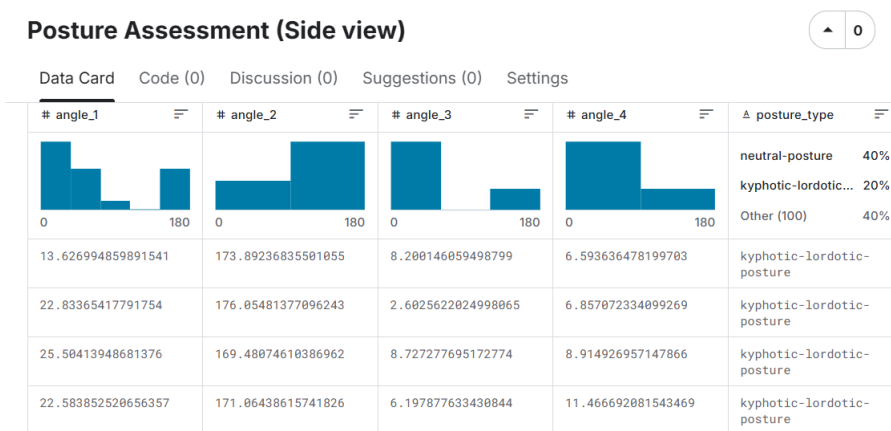 Posture Assessment (Side view)
0
Data Card Code (0) Discussion (0) Suggestions (0) Settings
# angle_1 # angle_2 # angle_3 # angle_4 A posture_type
neutral-posture 40%
kyphotic-lordotic... 20%
Other (100) 40%
0 180 0 180 0 180 0 180
13.626994859891541 173.89236835501055 8.200146059498799 6.593636478199703 kyphotic-lordotic-
posture
22.83365417791754 176.05481377096243 2.6025622024998065 6.857072334099269 kyphotic-lordotic-
posture
25.50413948681376 169.48074610386962 8.727277695172774 8.914926957147866 kyphotic-lordotic-
posture
22.583852520656357 171.06438615741826 6.197877633430844 11.466692081543469 kyphotic-lordotic-
posture